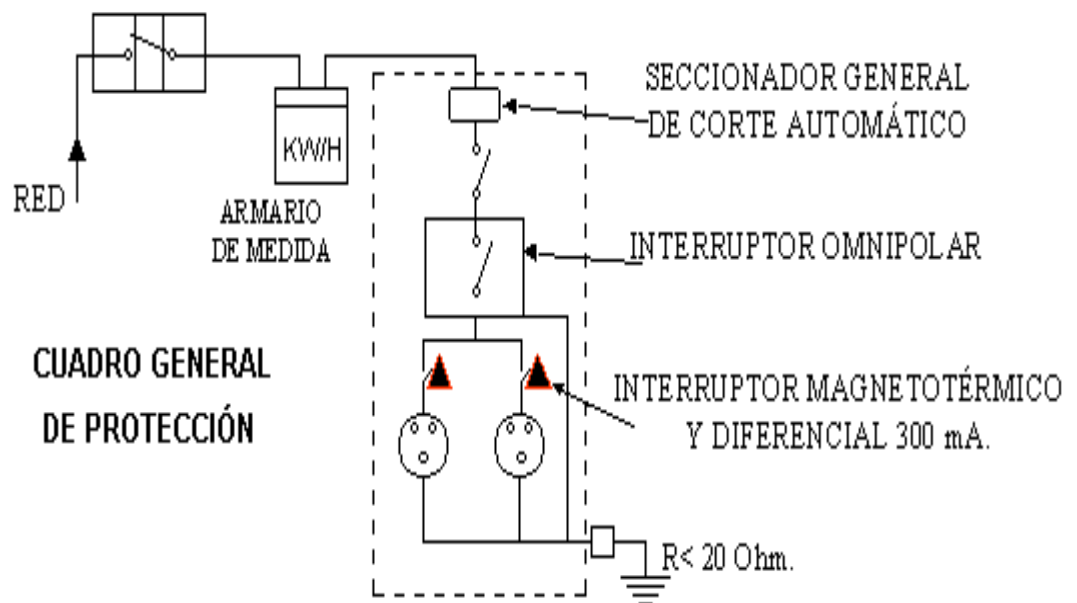 SECCIONADOR GENERAL
DE CORTE AUTOMÁTICO
KW/H
RED
ARMARIO
DE MEDIDA
INTERRUPTOR OMNIPOLAR
CUADRO GENERAL
DE PROTECCIÓN
INTERRUPTOR MAGNETOTÉRMICO
Y DIFERENCIAL 300 mA.
R< 20 Ohm.